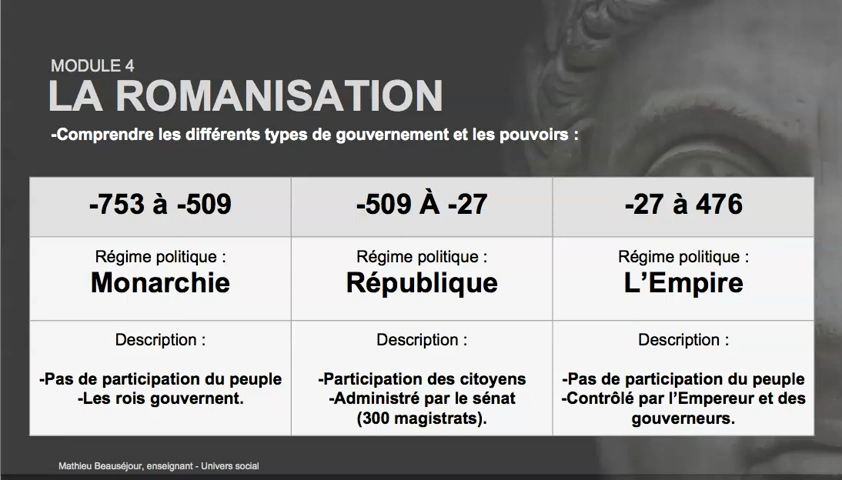 MODULE 4
LA ROMANISATION
-Comprendre les différents types de gouvernement et les pouvoirs :
-753 à -509
-509 À -27
-27 à 476
Régime politique :
Monarchie
Régime politique :
République
Régime politique :
L'Empire
Description :
-Pas de participation du peuple
-Les rois gouvernent.
Description :
-Participation des citoyens
-Administré par le sénat
(300 magistrats).
Description :
-Pas de participation du peuple
-Contrôlé par l'Empereur et des
gouverneurs.
Mathieu Beauséjour, enseignant - Univers social